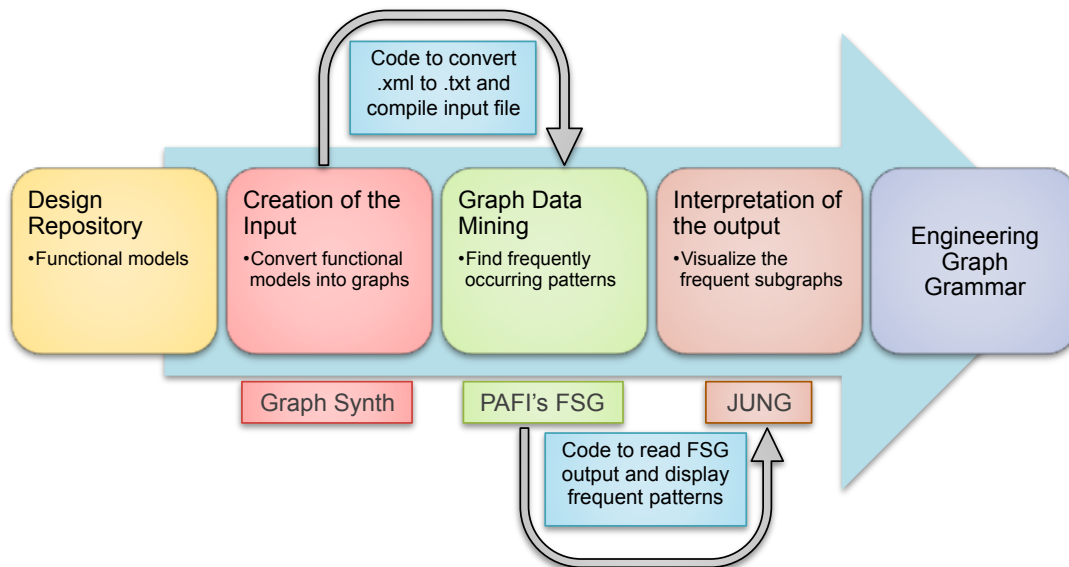 Code to convert
.xml to .txt and
compile input file
Design
Repository
•Functional models
Creation of the
Input
•Convert functional
models into graphs
Graph Data
Mining
•Find frequently
occurring patterns
Interpretation of
the output
•Visualize the
frequent subgraphs
Engineering
Graph
Grammar
Graph Synth
PAFI's FSG
JUNG
Code to read FSG
output and display
frequent patterns